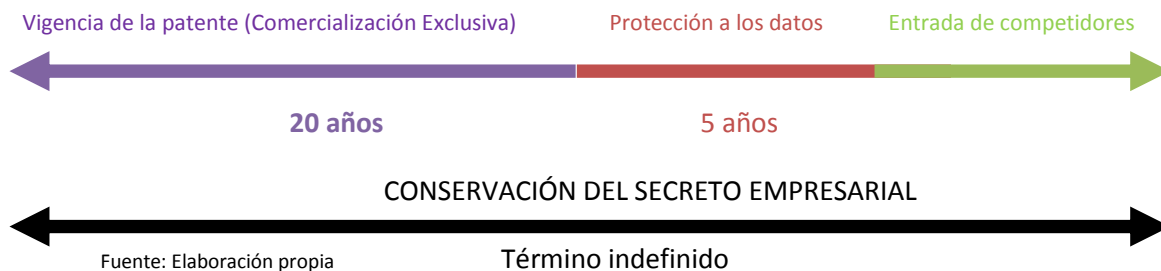 Vigencia de la patente (Comercialización Exclusiva) Protección a los datos Entrada de competidores
20 años 5 años
CONSERVACIÓN DEL SECRETO EMPRESARIAL
Fuente: Elaboración propia Término indefinido